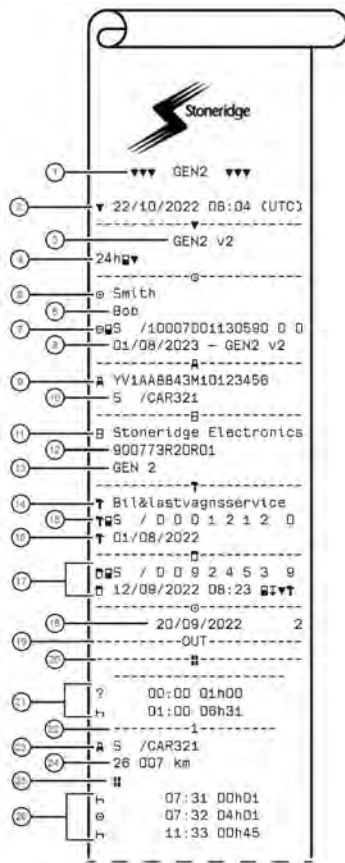 Stoneridge
1 ▼▼▼ GEN2 ▼▼▼
2 ▼ 22/10/2022 08:04 (UTC)
3 GEN2 v2
4 24h▼
5 Smith
6 Bob
7 S /10007001130590 0 0
8 01/08/2023 - GEN2 v2
9 A YV1AA8843M10123456
10 S /CAR321
11 B Stoneridge Electronics
12 900773R20R01
13 GEN 2
14 T Bil&lastvagnsservice
15 T S / 0 0 0 1 2 1 2 0
16 T 01/08/2022
17 S / 0 0 9 2 4 5 3 9
12/09/2022 08:23
18 20/09/2022 2
19 OUT
20
21 ? 00:00 01h00
01:00 06h31
22 1
23 A S /CAR321
24 26 007 km
25
26 07:31 00h01
07:32 04h01
11:33 00h45